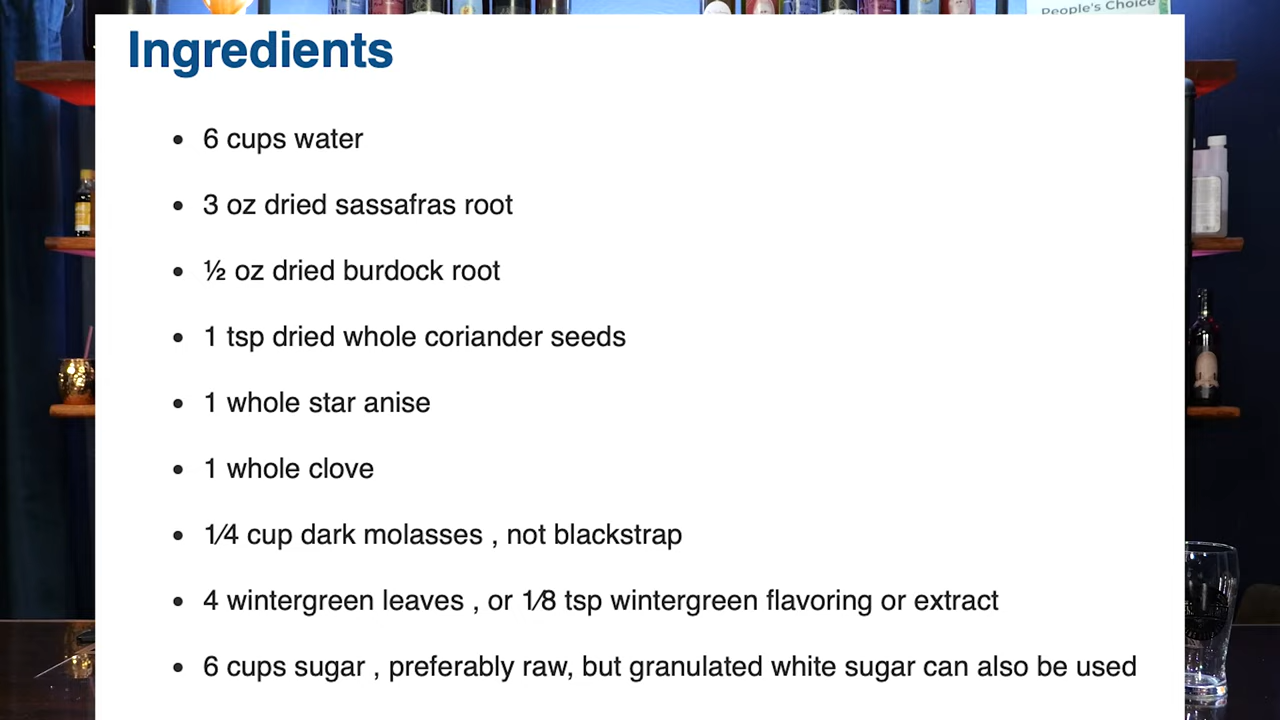 People's Choice
Ingredients
6 cups water
3 oz dried sassafras root
½ oz dried burdock root
1 tsp dried whole coriander seeds
1 whole star anise
1 whole clove
1⁄4 cup dark molasses , not blackstrap
4 wintergreen leaves , or 1⁄8 tsp wintergreen flavoring or extract
6 cups sugar , preferably raw, but granulated white sugar can also be used